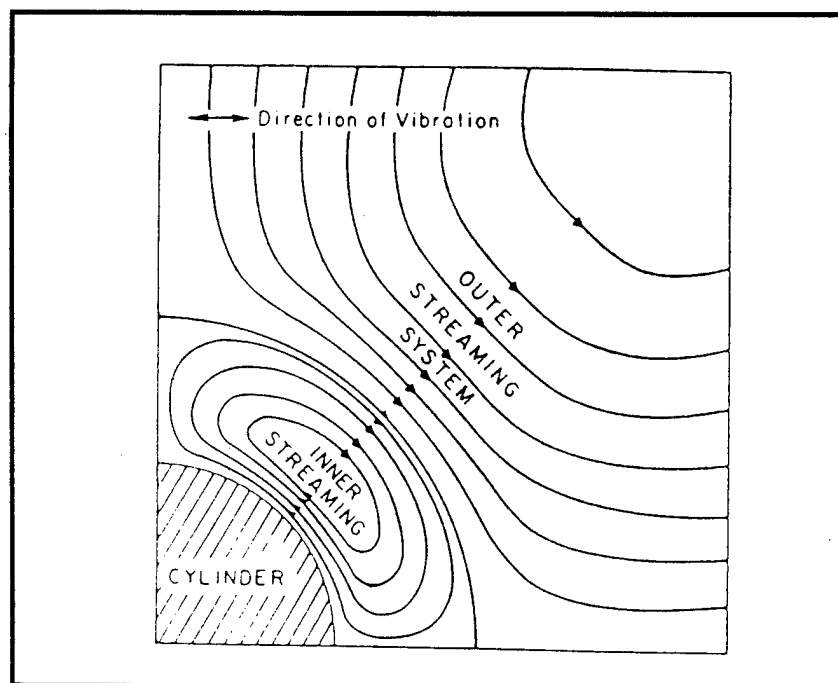 Direction of Vibration
OUTER
STREAMING
SYSTEM
INNER
STREAMING
CYLINDER